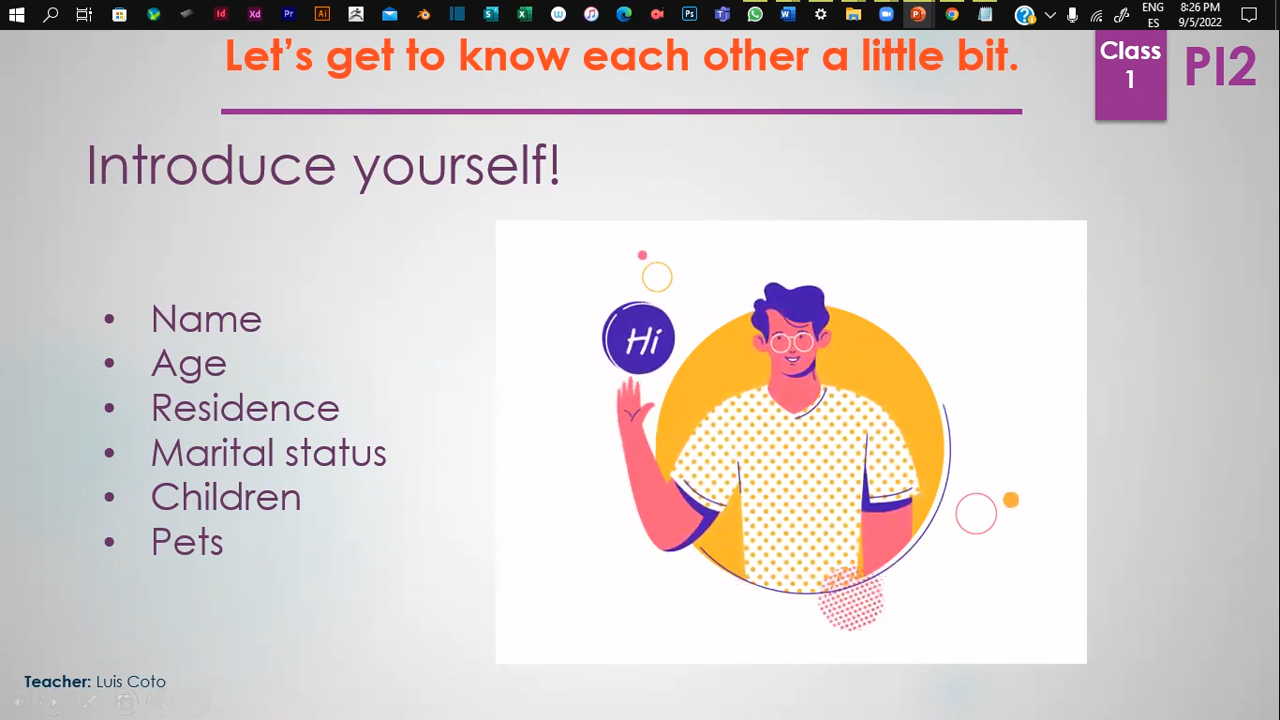 ENG
ES
8:26 PM
9/5/2022
Let's get to know each other a little bit.
Class
1
PI2
Introduce yourself!
Hi
• Name
• Age
• Residence
• Marital status
• Children
• Pets
Teacher: Luis Coto